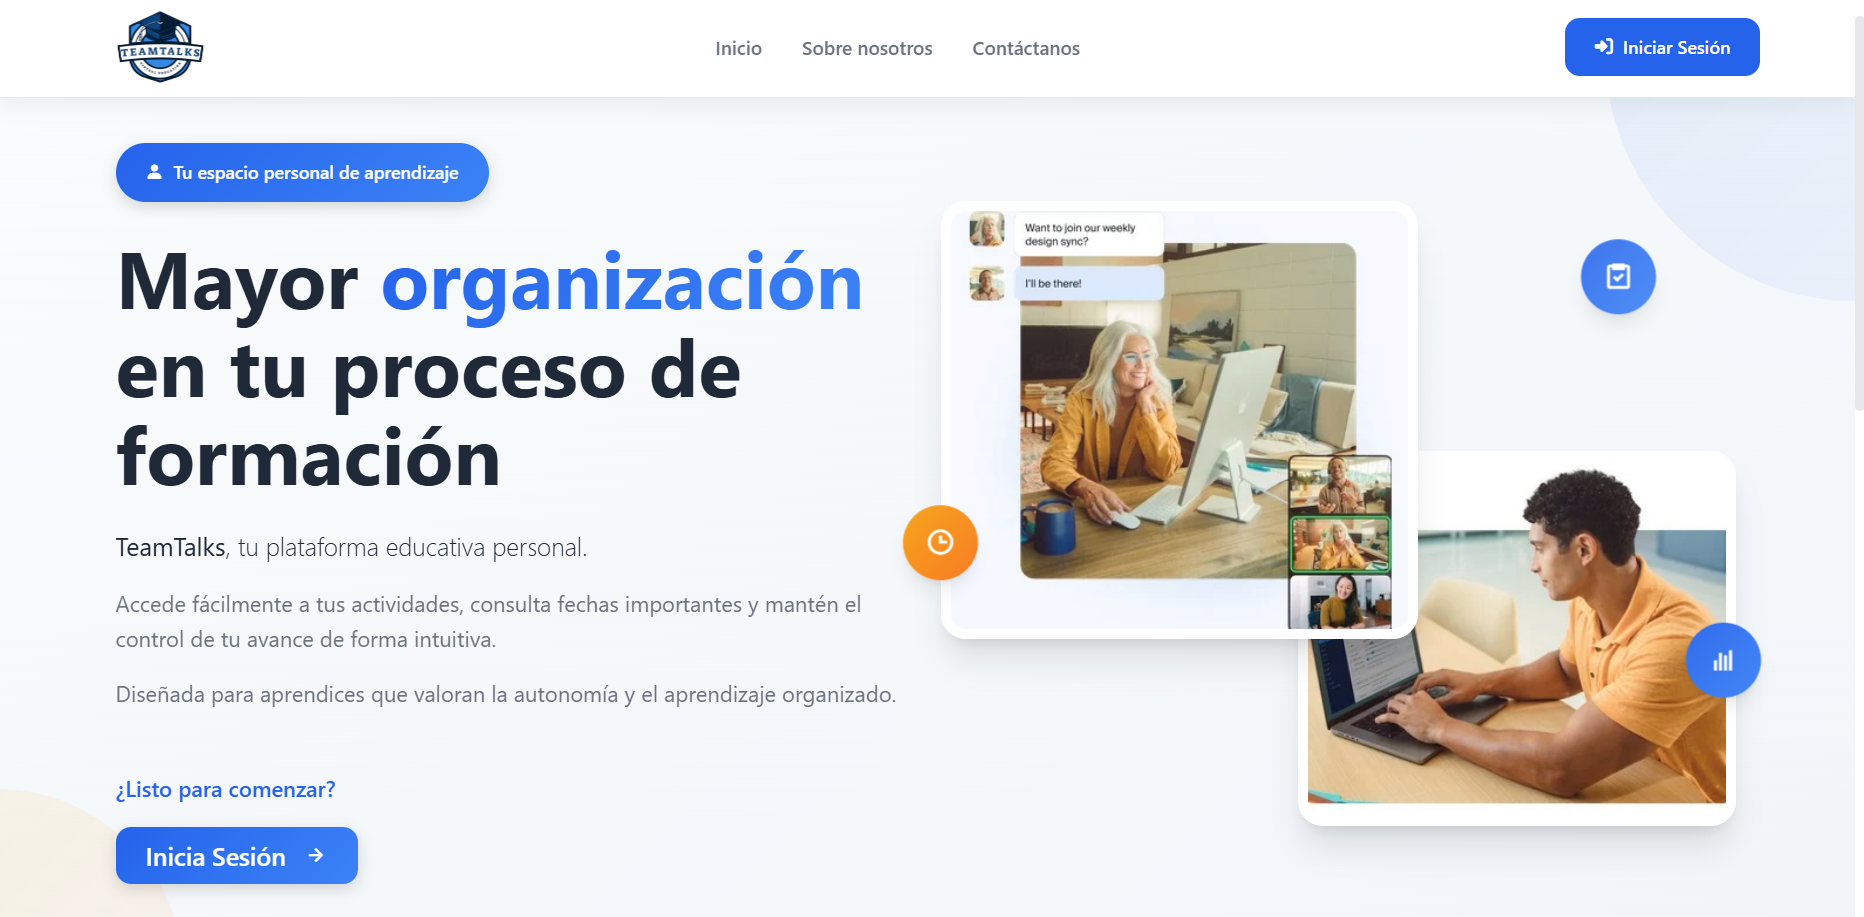 TEAMTALKS
Inicio
Sobre nosotros
Contáctanos
Iniciar Sesión
Tu espacio personal de aprendizaje
Mayor organización
en tu proceso de
formación
TeamTalks, tu plataforma educativa personal.
Accede fácilmente a tus actividades, consulta fechas importantes y mantén el
control de tu avance de forma intuitiva.
Diseñada para aprendices que valoran la autonomía y el aprendizaje organizado.
¿Listo para comenzar?
Inicia Sesión
Want to join our weekly
design sync?
I'll be there!